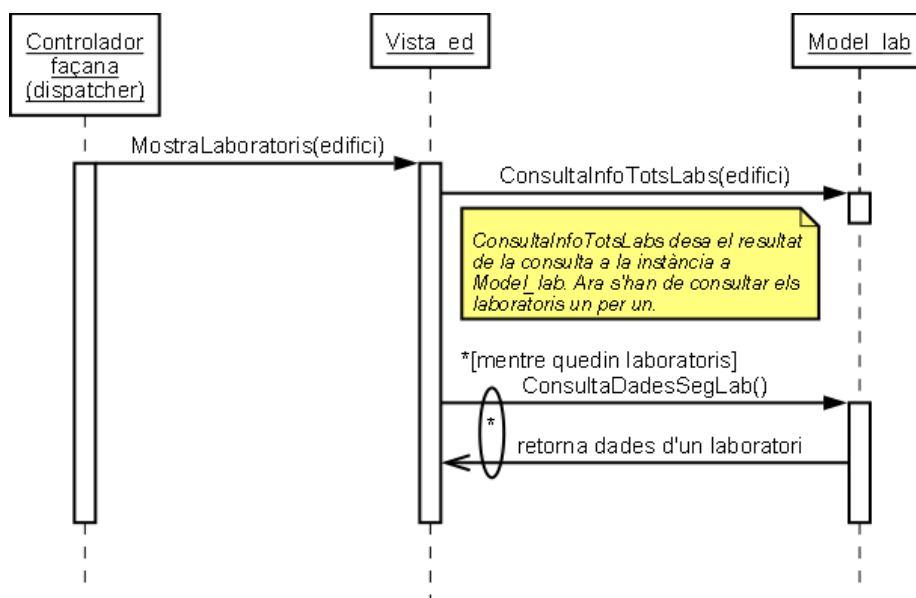 Controlador
façana
(dispatcher)
Vista_ed
Model_lab
MostraLaboratoris(edifici)
ConsultaInfoTotsLabs(edifici)
ConsultaInfoTotsLabs desa el resultat
de la consulta a la instància a
Model_lab. Ara s'han de consultar els
laboratoris un per un.
*[mentre quedin laboratoris]
ConsultaDadesSegLab()
*
retorna dades d'un laboratori